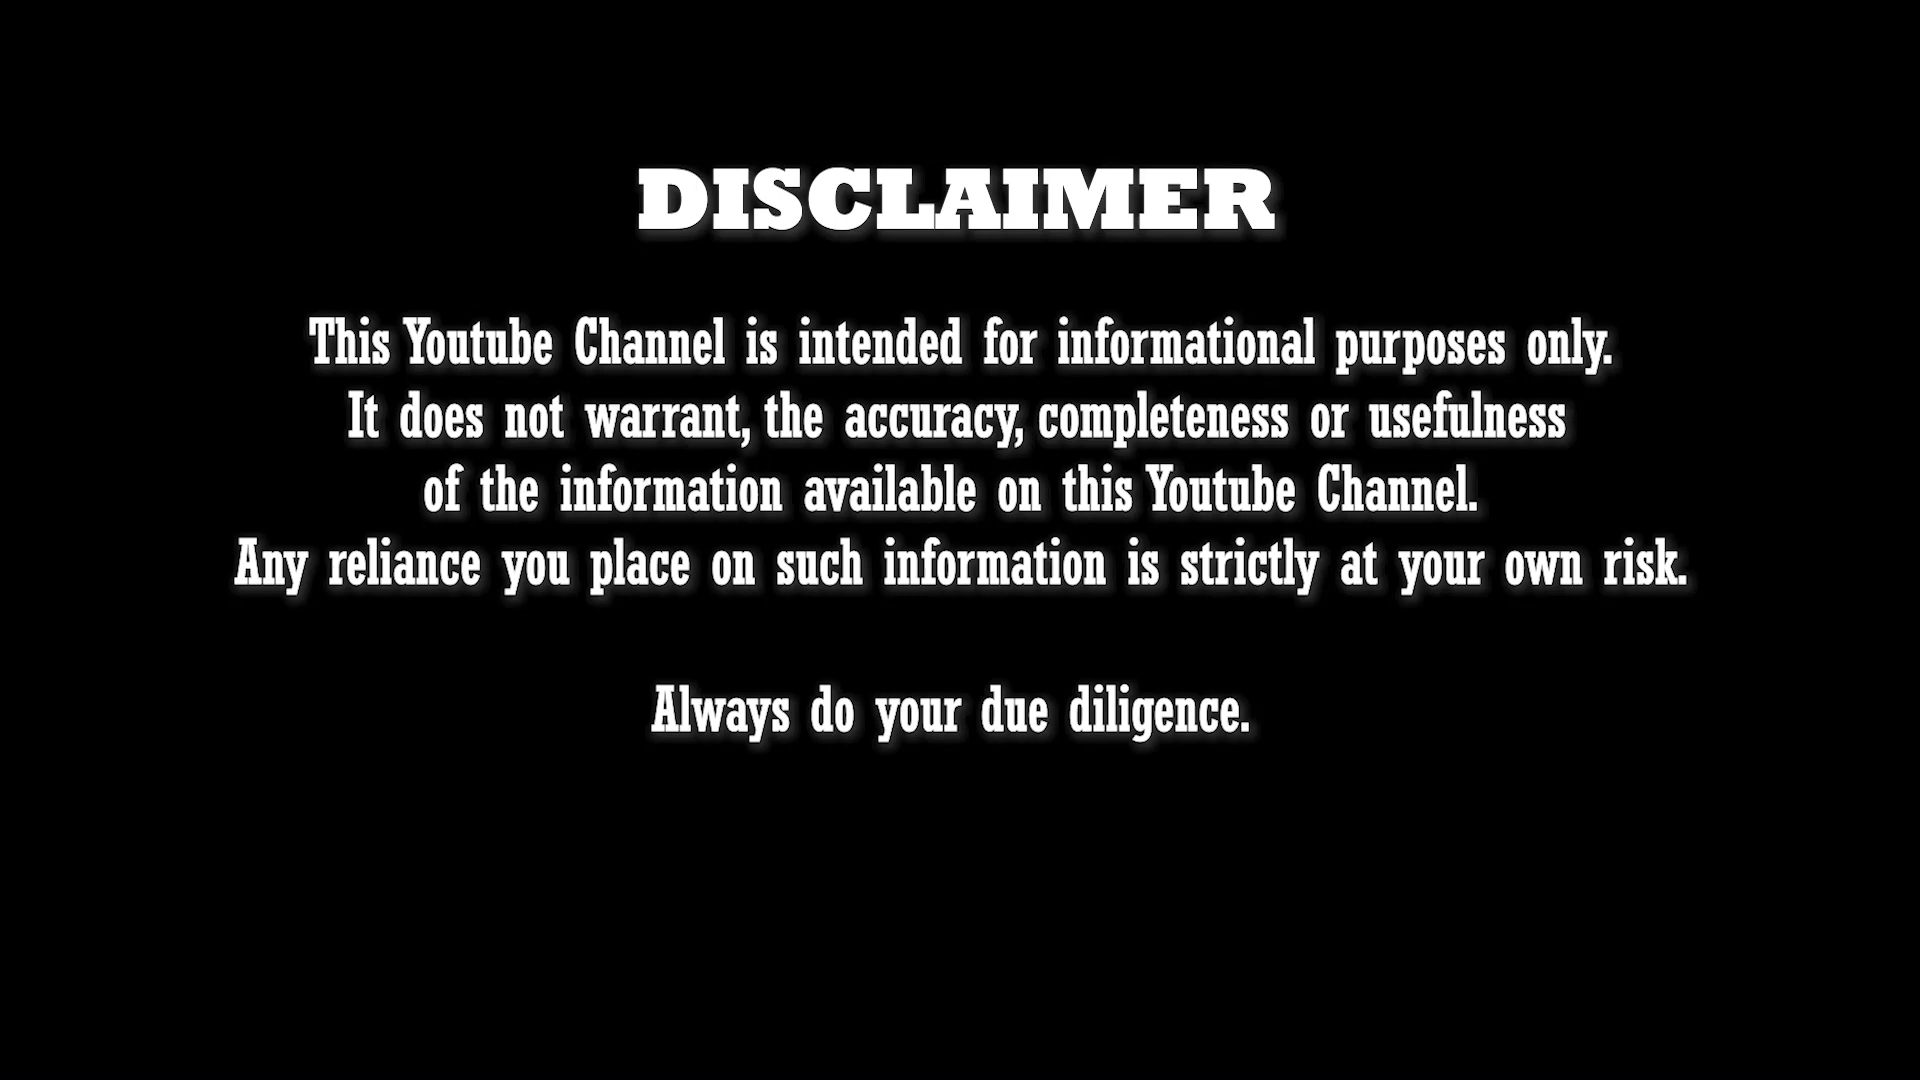 DISCLAIMER
This Youtube Channel is intended for informational purposes only.
It does not warrant, the accuracy, completeness or usefulness
of the information available on this Youtube Channel.
Any reliance you place on such information is strictly at your own risk.
Always do your due diligence.